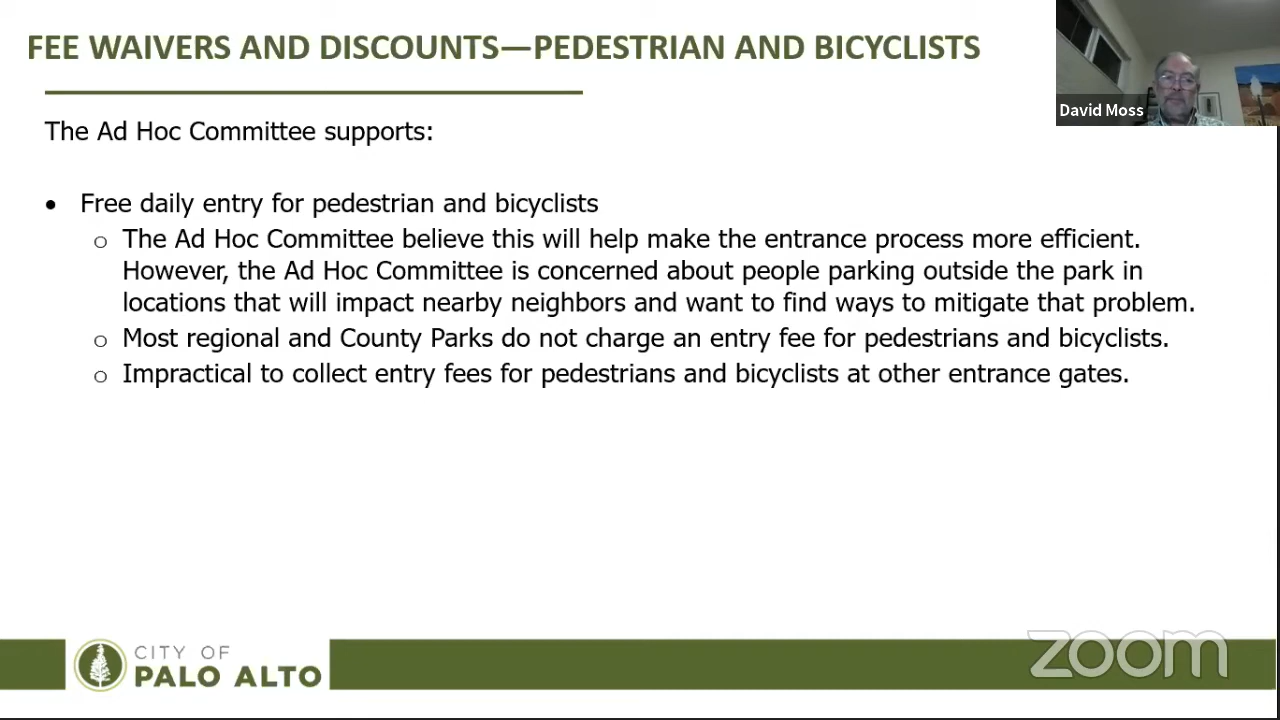 FEE WAIVERS AND DISCOUNTS—PEDESTRIAN AND BICYCLISTS
David Moss
The Ad Hoc Committee supports:
• Free daily entry for pedestrian and bicyclists
o The Ad Hoc Committee believe this will help make the entrance process more efficient.
However, the Ad Hoc Committee is concerned about people parking outside the park in
locations that will impact nearby neighbors and want to find ways to mitigate that problem.
o Most regional and County Parks do not charge an entry fee for pedestrians and bicyclists.
o Impractical to collect entry fees for pedestrians and bicyclists at other entrance gates.
CITY OF
PALO ALTO
zoom